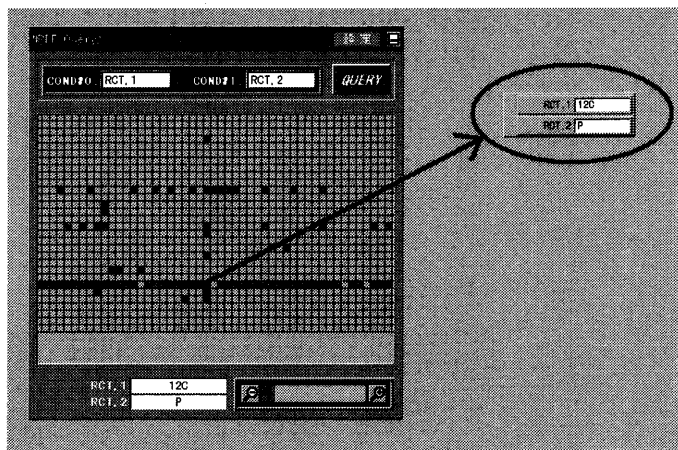 設定
COND#0. RCT. 1 COND#1. RCT. 2 QUERY
RCT. 1 12C
RCT. 2 P
RCT. 1 12C
RCT. 2 P